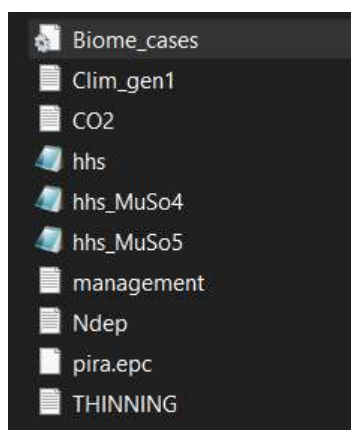 Biome_cases
Clim_gen1
CO2
hhs
hhs_MuSo4
hhs_MuSo5
management
Ndep
pira.epc
THINNING